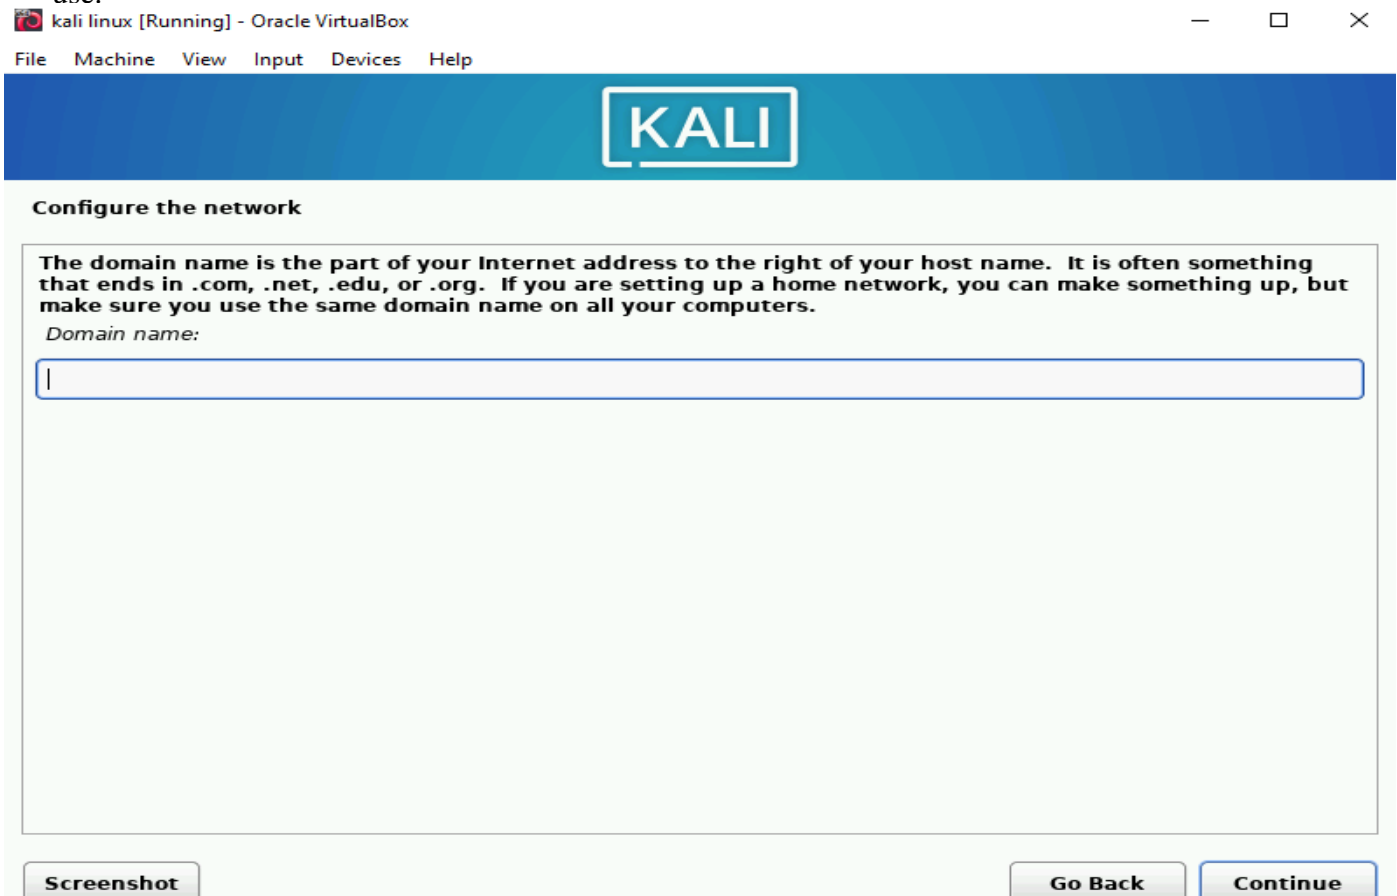 use.
kali linux [Running] - Oracle VirtualBox
File Machine View Input Devices Help
KALI
Configure the network
The domain name is the part of your Internet address to the right of your host name. It is often something
that ends in .com, .net, .edu, or .org. If you are setting up a home network, you can make something up, but
make sure you use the same domain name on all your computers.
Domain name:
Screenshot Go Back Continue